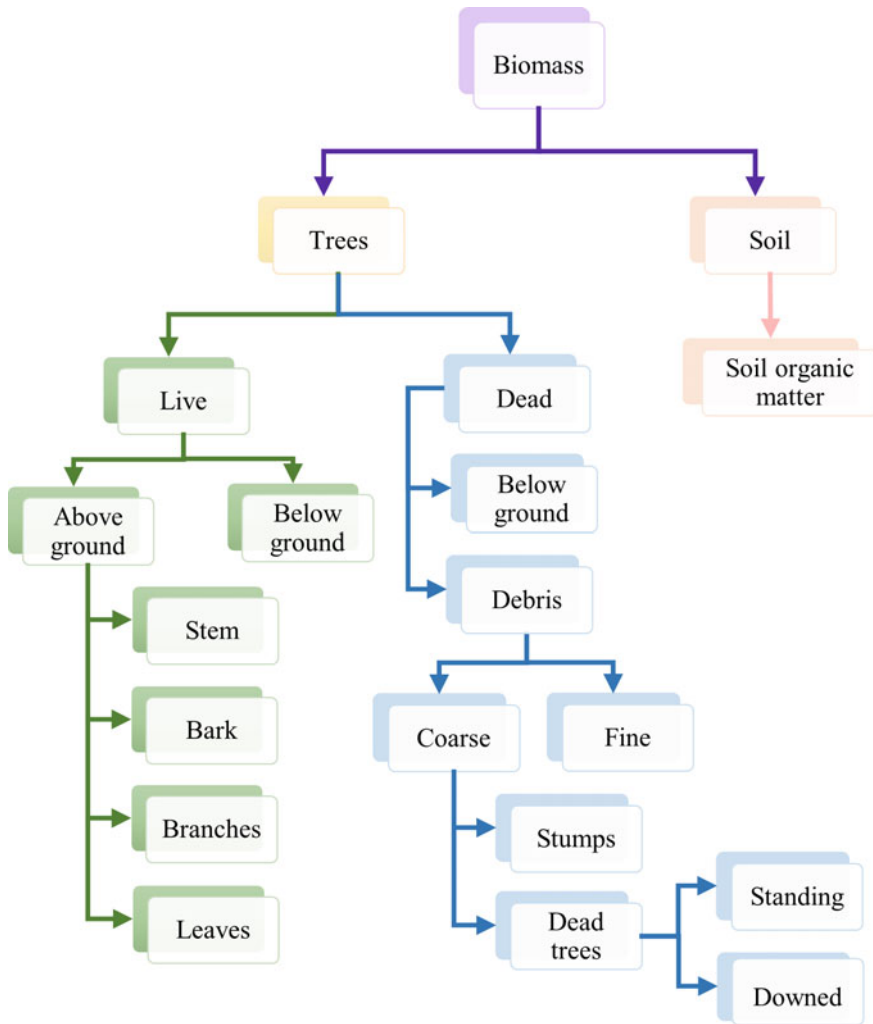 Biomass
Trees
Soil
Live
Dead
Soil organic
matter
Above
ground
Below
ground
Below
ground
Stem
Debris
Bark
Coarse
Fine
Branches
Stumps
Leaves
Dead
trees
Standing
Downed